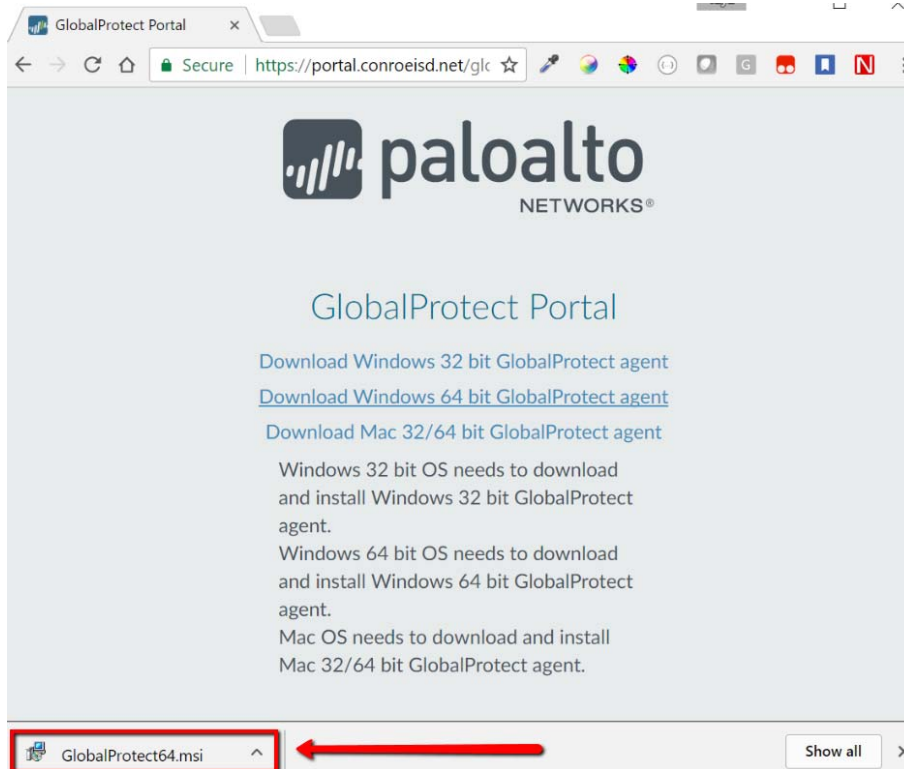 GlobalProtect Portal
Secure | https://portal.conroeisd.net/glc
paloalto
NETWORKS®
GlobalProtect Portal
Download Windows 32 bit GlobalProtect agent
Download Windows 64 bit GlobalProtect agent
Download Mac 32/64 bit GlobalProtect agent
Windows 32 bit OS needs to download
and install Windows 32 bit GlobalProtect
agent.
Windows 64 bit OS needs to download
and install Windows 64 bit GlobalProtect
agent.
Mac OS needs to download and install
Mac 32/64 bit GlobalProtect agent.
GlobalProtect64.msi
Show all